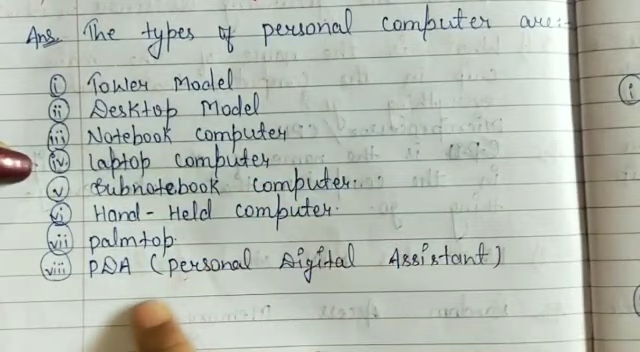 Ans. The types of personal computer are:-
(i) Tower Model
(ii) Desktop Model
(iii) Notebook computer
(iv) laptop computer
(v) Subnotebook computer.
(vi) Hand-Held computer.
(vii) palmtop.
(viii) PDA (personal Digital Assistant)
(i